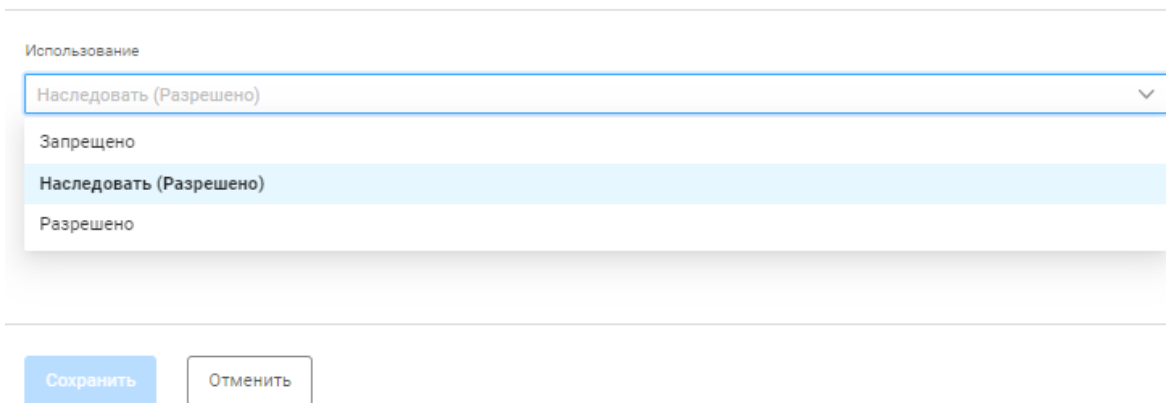 Использование
Наследовать (Разрешено)
Запрещено
Наследовать (Разрешено)
Разрешено
Сохранить
Отменить